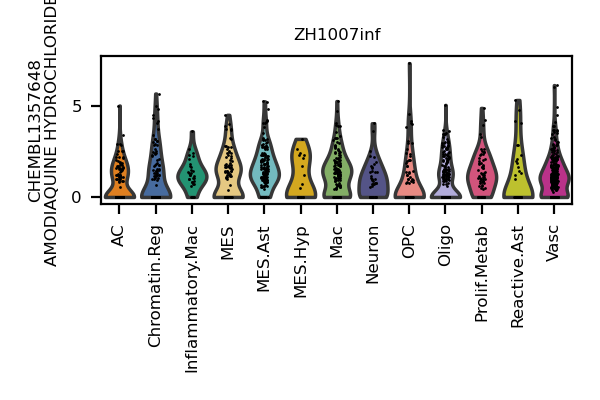 ZH1007inf
CHEMBL1357648
AMODIAQUINE HYDROCHLORIDE
5
0
AC
Chromatin.Reg
Inflammatory.Mac
MES
MES.Ast
MES.Hyp
Mac
Neuron
OPC
Oligo
Prolif.Metab
Reactive.Ast
Vasc